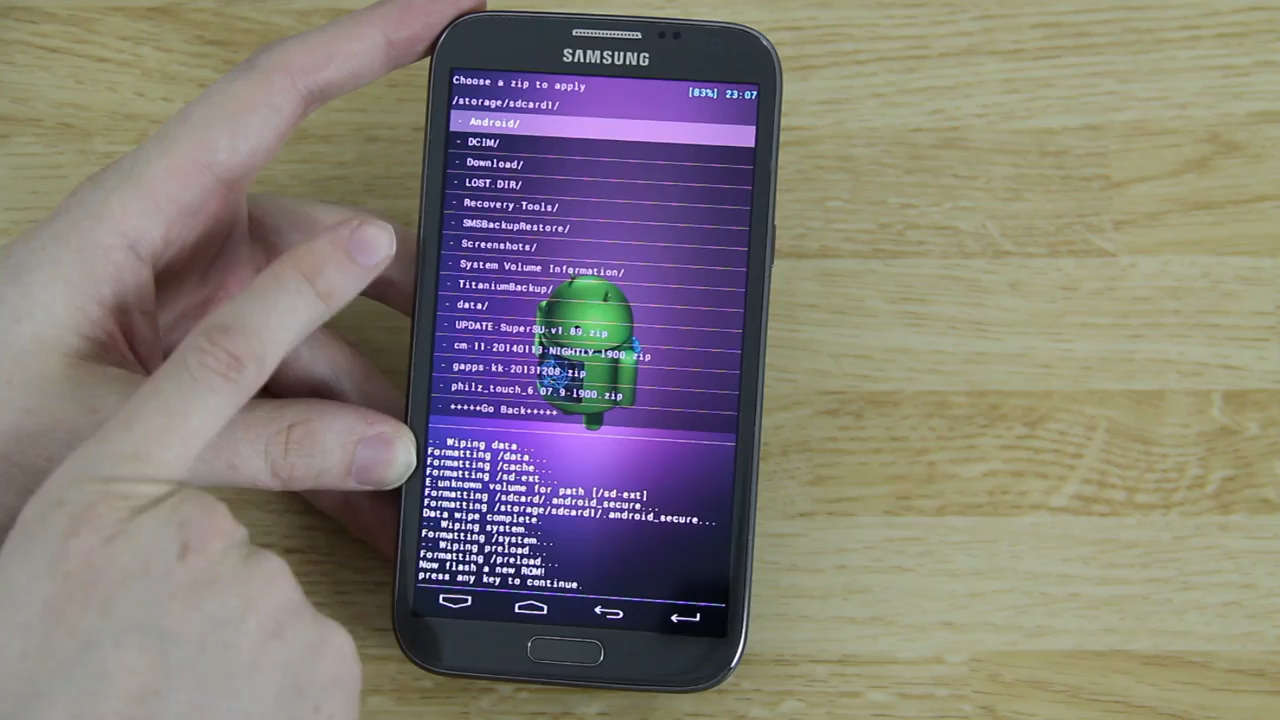 SAMSUNG
Choose a zip to apply
[83%] 23:07
/storage/sdcard1/
- Android/
- DCIM/
- Download/
- LOST.DIR/
- Recovery-Tools/
- SMSBackupRestore/
- Screenshots/
- System Volume Information/
- TitaniumBackup/
- data/
- UPDATE-SuperSU-v1.89.zip
- cm-11-20140113-NIGHTLY-1900.zip
- gapps-kk-20131208.zip
- philz_touch_6.07.9-1900.zip
- +++++Go Back+++++
-- Wiping data...
Formatting /data...
Formatting /cache...
Formatting /sd-ext...
E:unknown volume for path [/sd-ext]
Formatting /sdcard/.android_secure...
Formatting /storage/sdcard1/.android_secure...
Data wipe complete.
-- Wiping system...
Formatting /system...
-- Wiping preload...
Formatting /preload...
Now flash a new ROM!
press any key to continue.